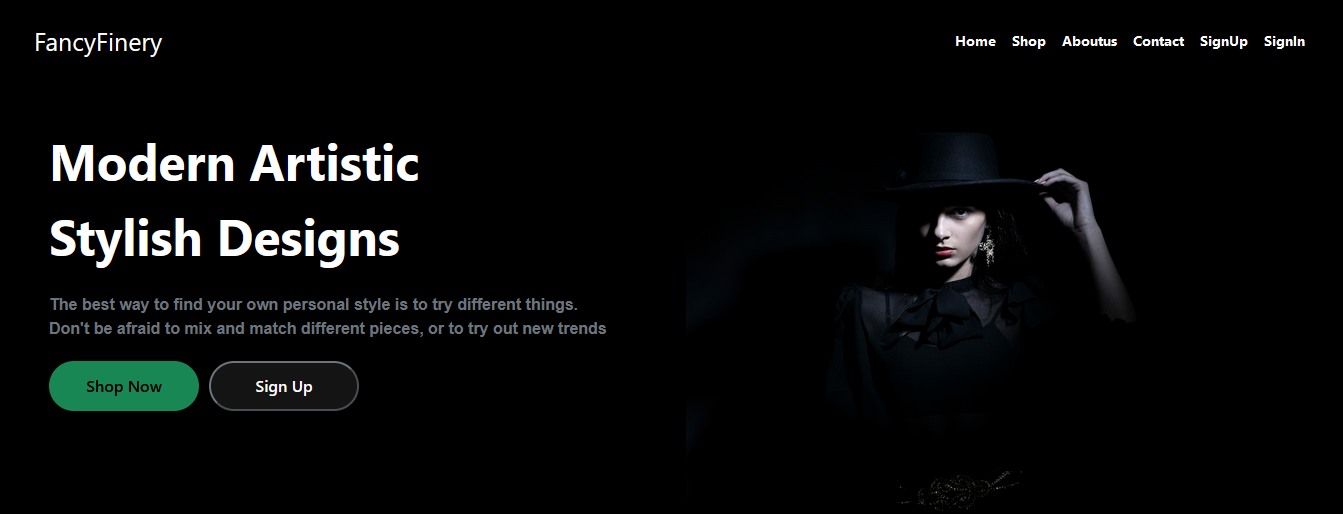 FancyFinery
Home Shop Aboutus Contact SignUp SignIn
Modern Artistic
Stylish Designs
The best way to find your own personal style is to try different things.
Don't be afraid to mix and match different pieces, or to try out new trends
Shop Now Sign Up